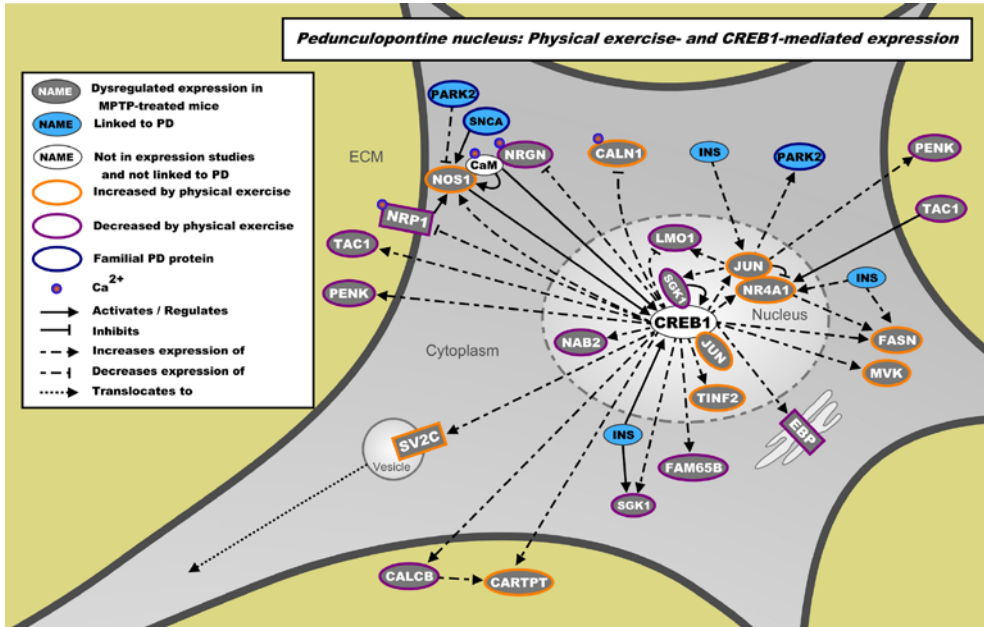 Pedunculopontine nucleus: Physical exercise- and CREB1-mediated expression
NAME
Dysregulated expression in
MPTP-treated mice
NAME
Linked to PD
NAME
Not in expression studies
and not linked to PD
Increased by physical exercise
Decreased by physical exercise
Familial PD protein
Ca2+
Activates / Regulates
Inhibits
Increases expression of
Decreases expression of
Translocates to
ECM
PARK2
SNCA
CaM
NRGN
NOS1
CALN1
INS
PARK2
PENK
NRP1
TAC1
TAC1
LMO1
JUN
INS
PENK
SGK1
NR4A1
CREB1
Nucleus
Cytoplasm
NAB2
JUN
FASN
MVK
TINF2
SV2C
Vesicle
INS
EBP
FAM65B
SGK1
CALCB
CARTPT